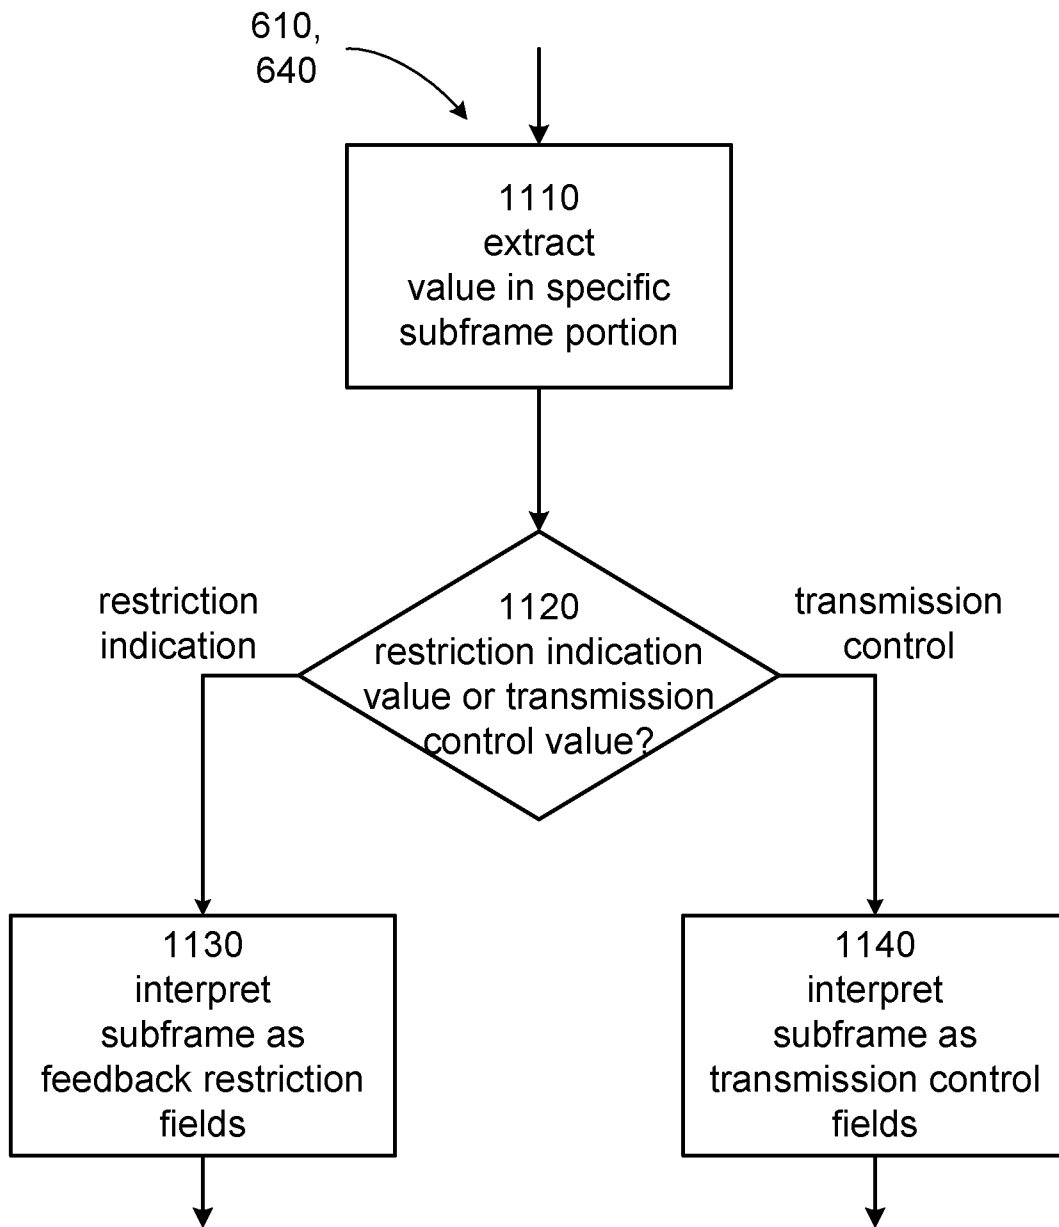 610,
640
1110
extract
value in specific
subframe portion
restriction
indication
1120
restriction indication
value or transmission
control value?
transmission
control
1130
interpret
subframe as
feedback restriction
fields
1140
interpret
subframe as
transmission control
fields